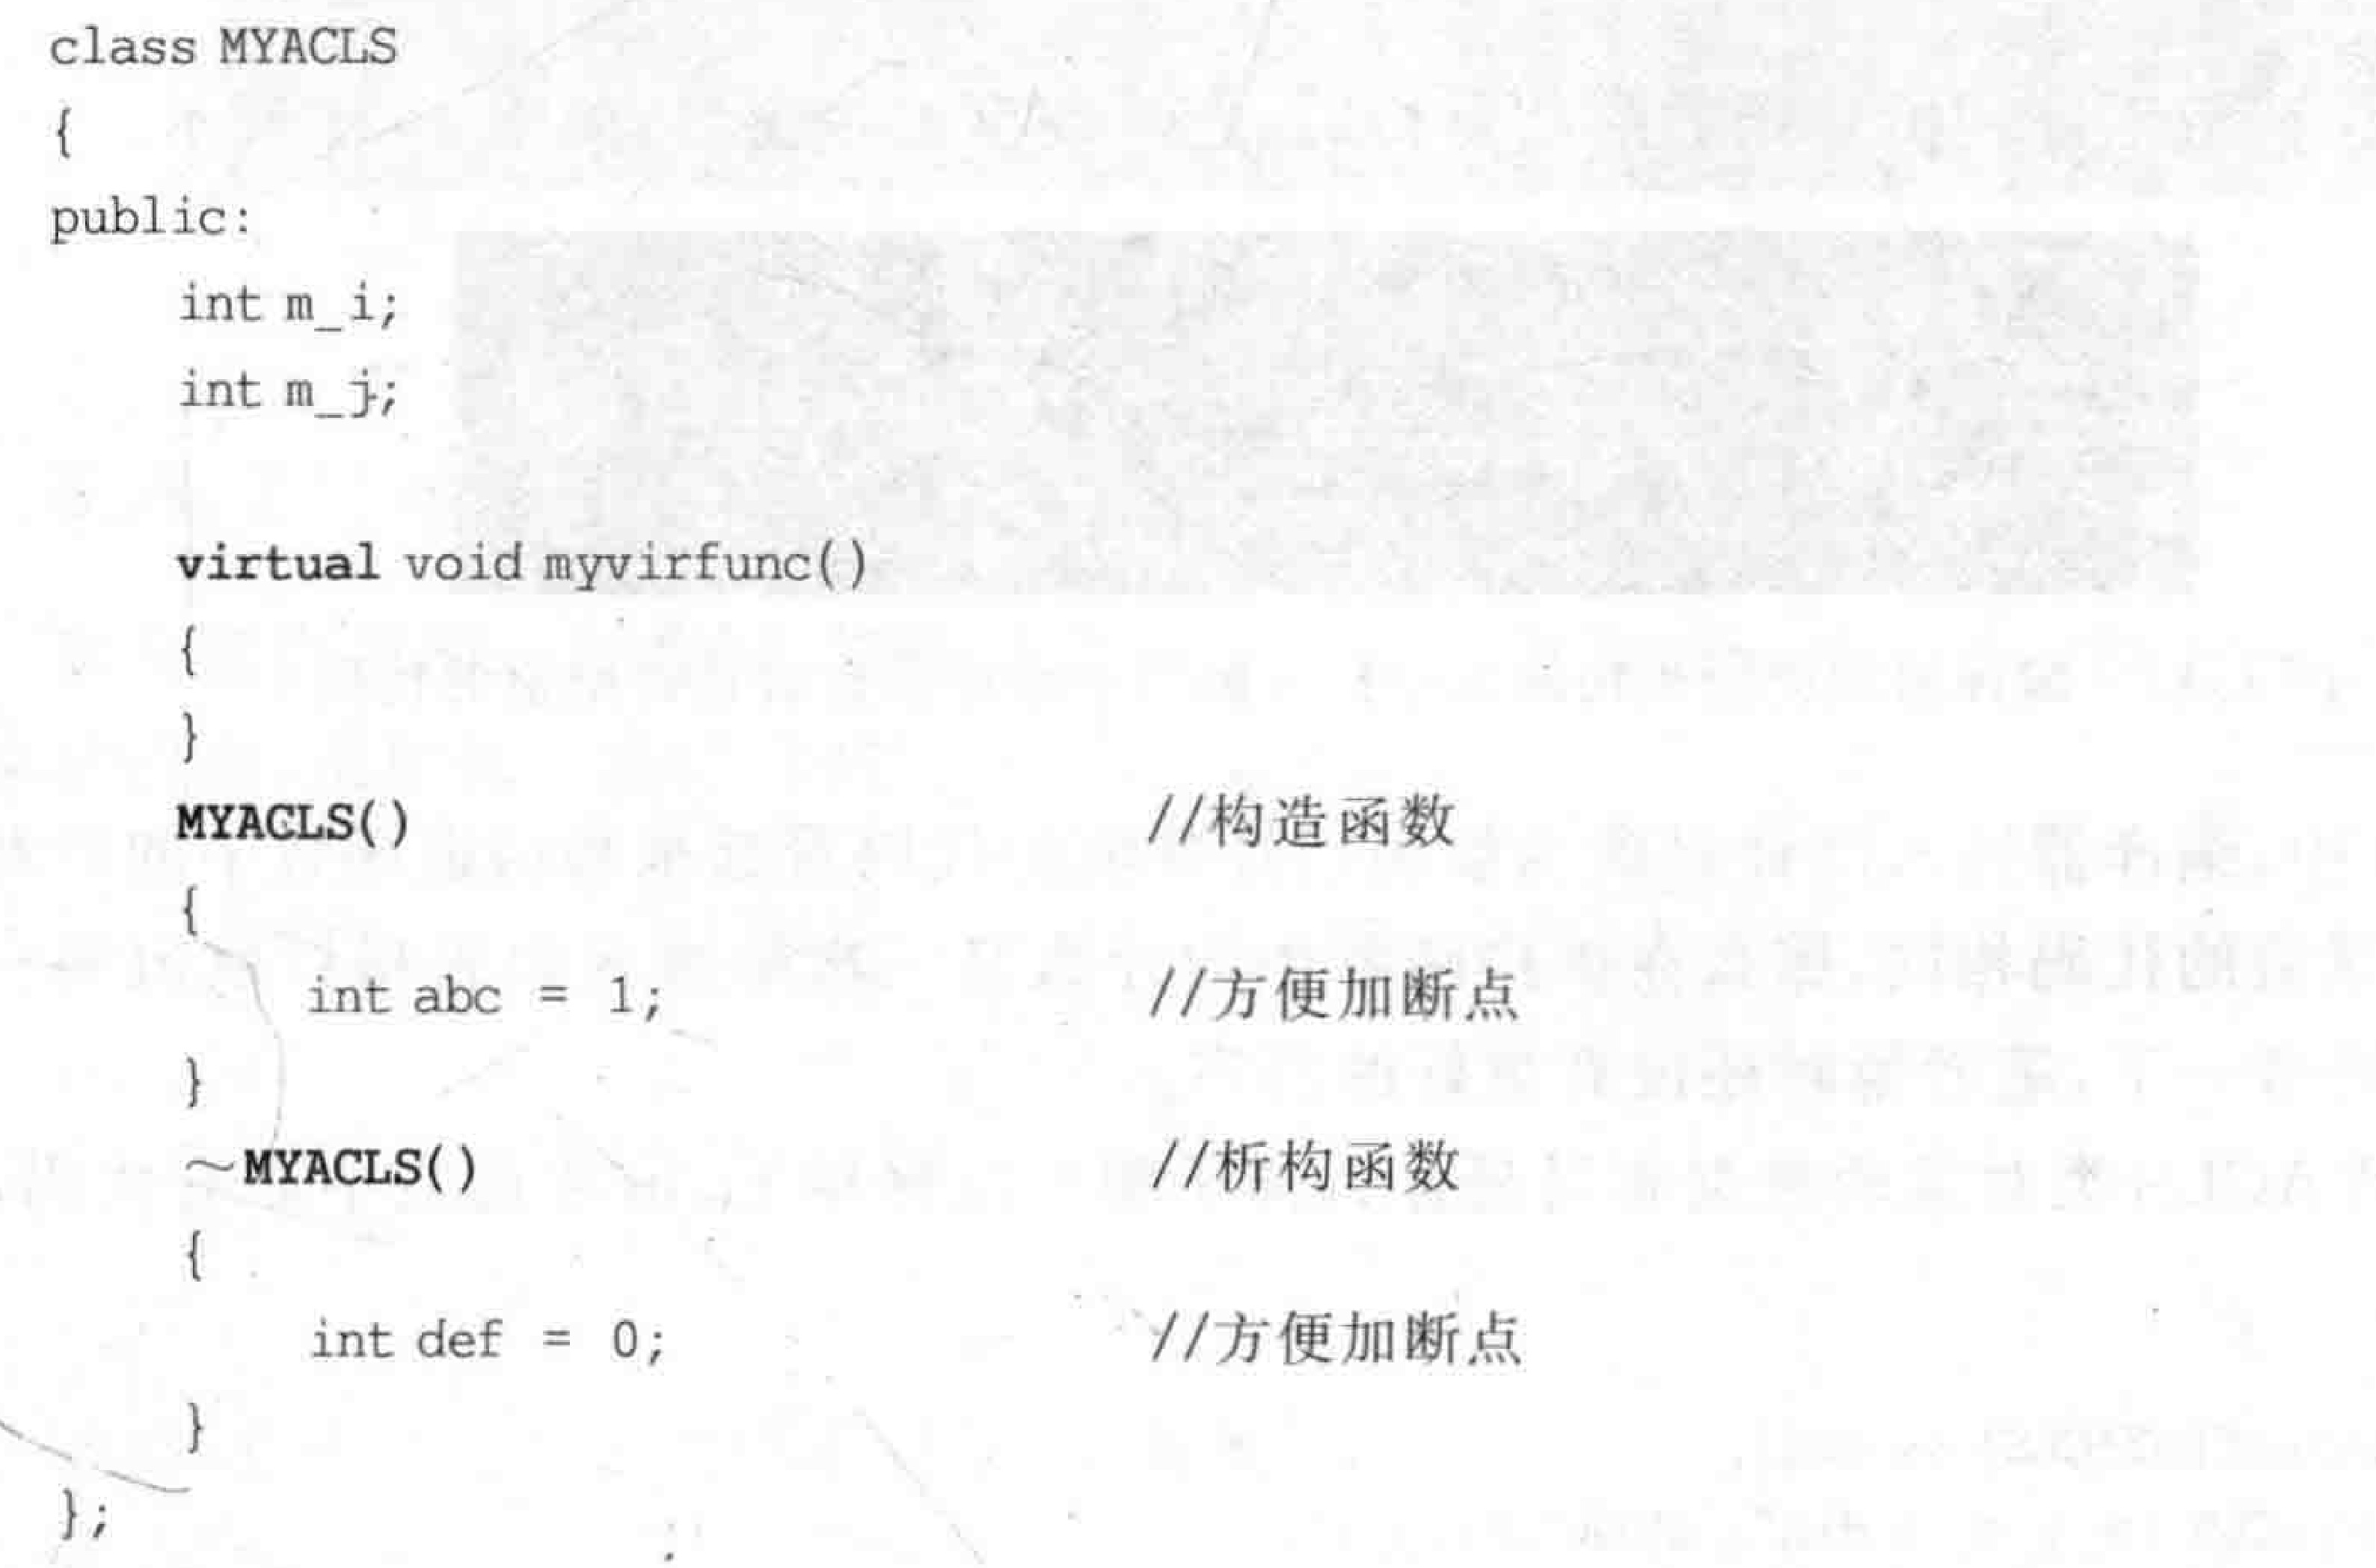 class MYACLS
{
public:
    int m_i;
    int m_j;

    virtual void myvirfunc()
    {
    }
    MYACLS()                    //构造函数
    {
        int abc = 1;            //方便加断点
    }
    ~MYACLS()                   //析构函数
    {
        int def = 0;            //方便加断点
    }
};